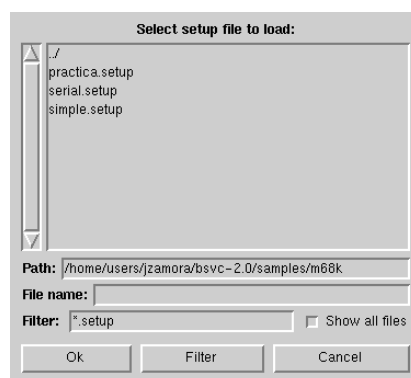 Select setup file to load:
../
practica.setup
serial.setup
simple.setup
Path: /home/users/jzamora/bsvc-2.0/samples/m68k
File name:
Filter: *.setup Show all files
Ok Filter Cancel